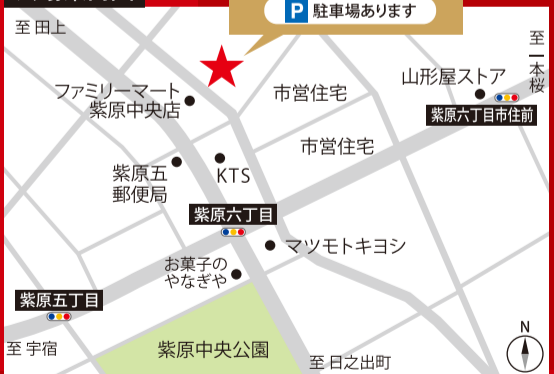 P 駐車場あります
至 田上
至
一本桜
山形屋ストア
紫原六丁目市住前
ファミリーマート
紫原中央店
市営住宅
市営住宅
紫原五
郵便局
KTS
紫原六丁目
マツモトキヨシ
お菓子の
やなぎや
紫原五丁目
至 宇宿
紫原中央公園
至 日之出町
N